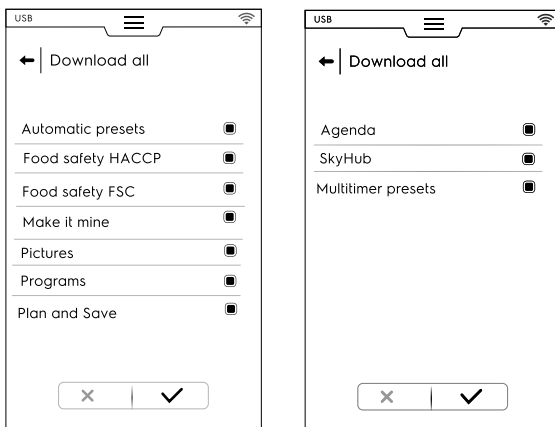 USB
Download all
Automatic presets
Food safety HACCP
Food safety FSC
Make it mine
Pictures
Programs
Plan and Save
USB
Download all
Agenda
SkyHub
Multitimer presets